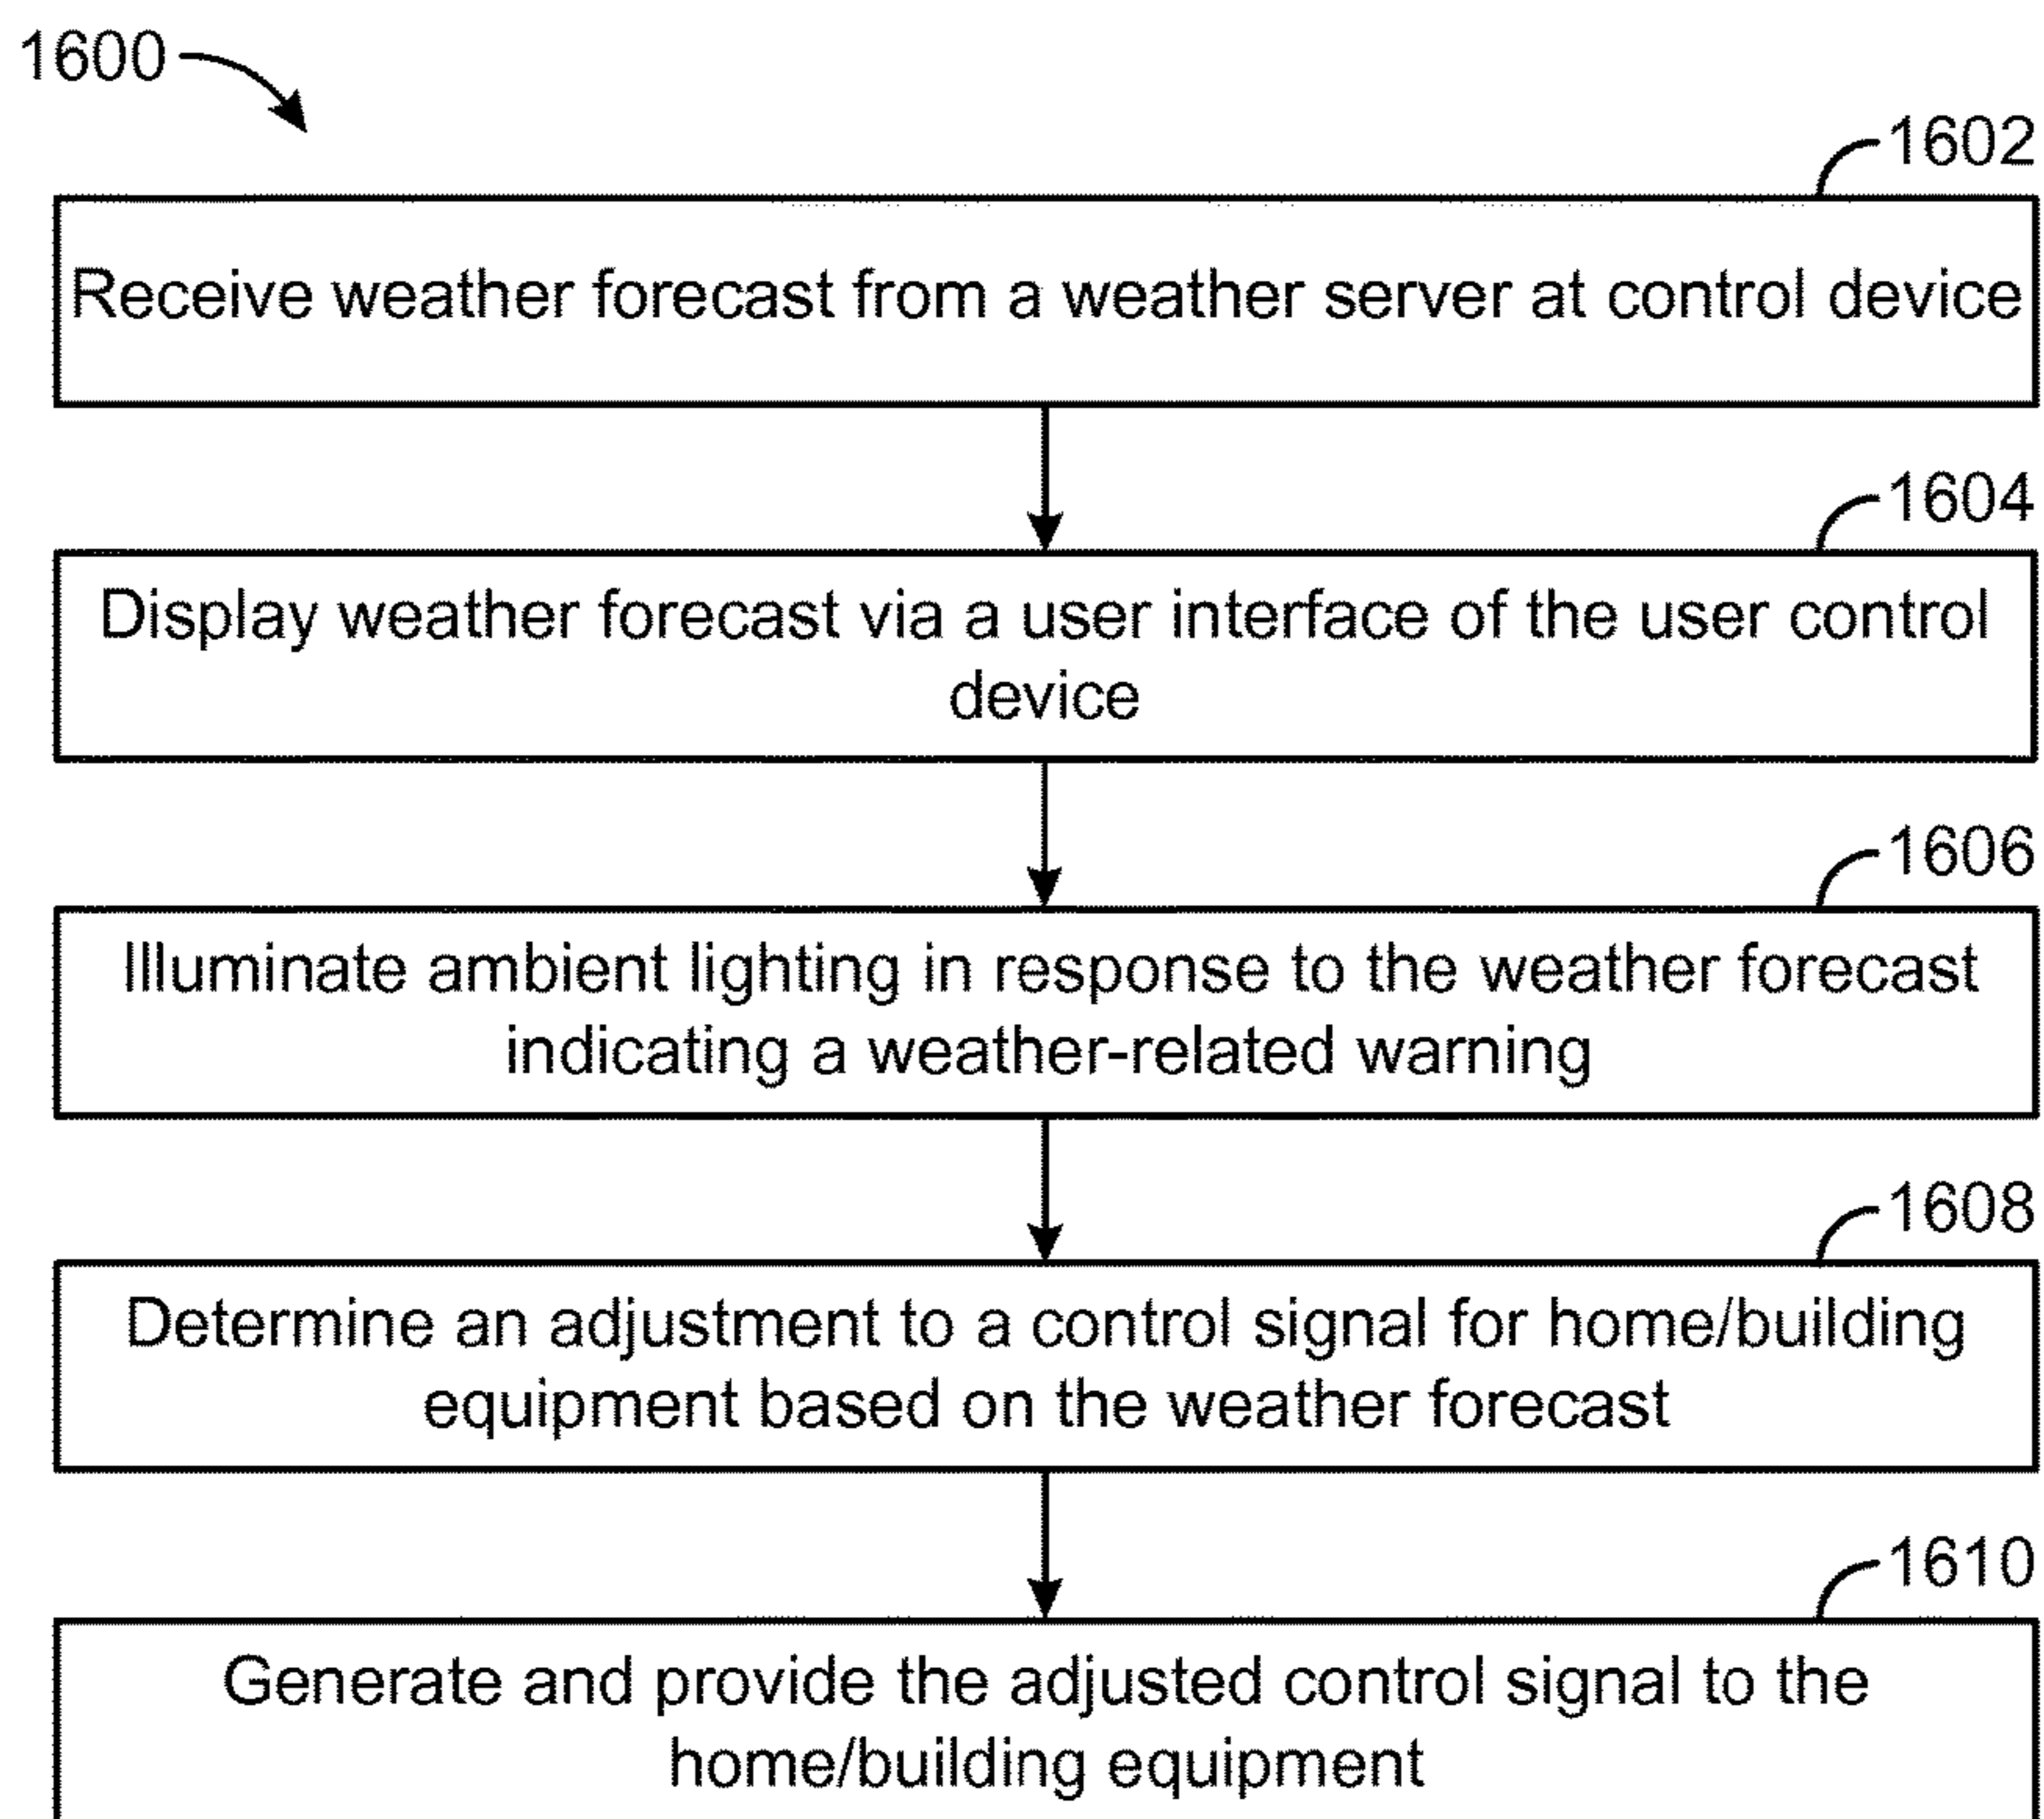 1600
1602
Receive weather forecast from a weather server at control device
1604
Display weather forecast via a user interface of the user control
device
1606
Illuminate ambient lighting in response to the weather forecast
indicating a weather-related warning
1608
Determine an adjustment to a control signal for home/building
equipment based on the weather forecast
1610
Generate and provide the adjusted control signal to the
home/building equipment